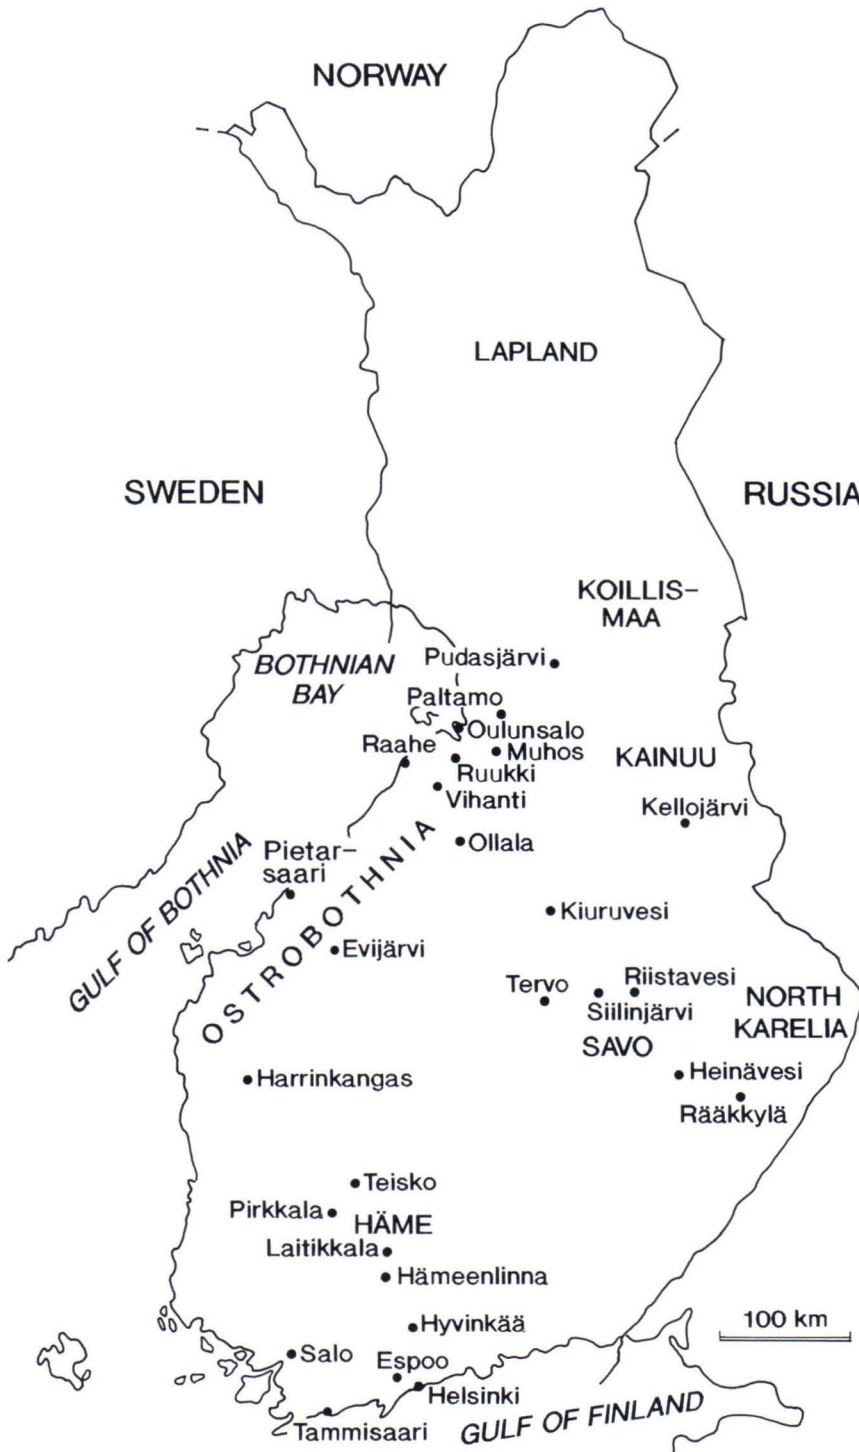 NORWAY
LAPLAND
SWEDEN
RUSSIA
KOILLIS-
MAA
BOTHNIAN
BAY
Pudasjärvi
Paltamo
Oulunsalo
Raahe
Muhos
KAINUU
Ruukki
Vihanti
Kellojärvi
Ollala
Pietar-
saari
GULF OF BOTHNIA
OSTROBOTHNIA
Kiuruvesi
Evijärvi
Tervo
Riistavesi
Siilinjärvi
NORTH
KARELIA
SAVO
Heinävesi
Harrinkangas
Rääkkylä
Teisko
Pirkkala
HÄME
Laitikkala
Hämeenlinna
100 km
Hyvinkää
Salo
Espoo
Helsinki
Tammisaari
GULF OF FINLAND